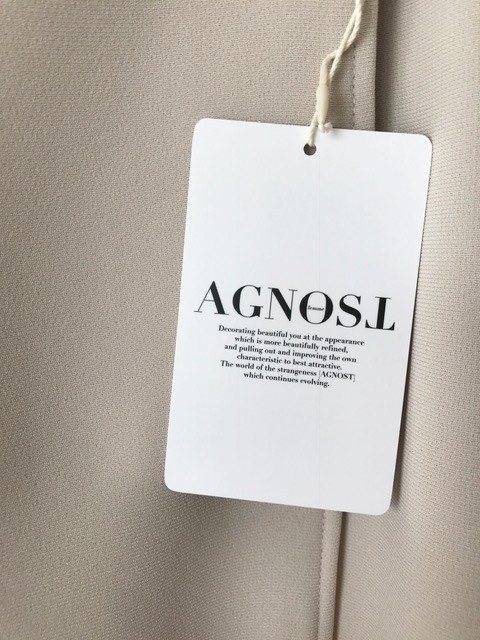 AGNOST
femme
Decorating beautiful you at the appearance
which is more beautifully refined,
and pulling out and improving the own
characteristic to best attractive.
The world of the strangeness [AGNOST]
which continues evolving.